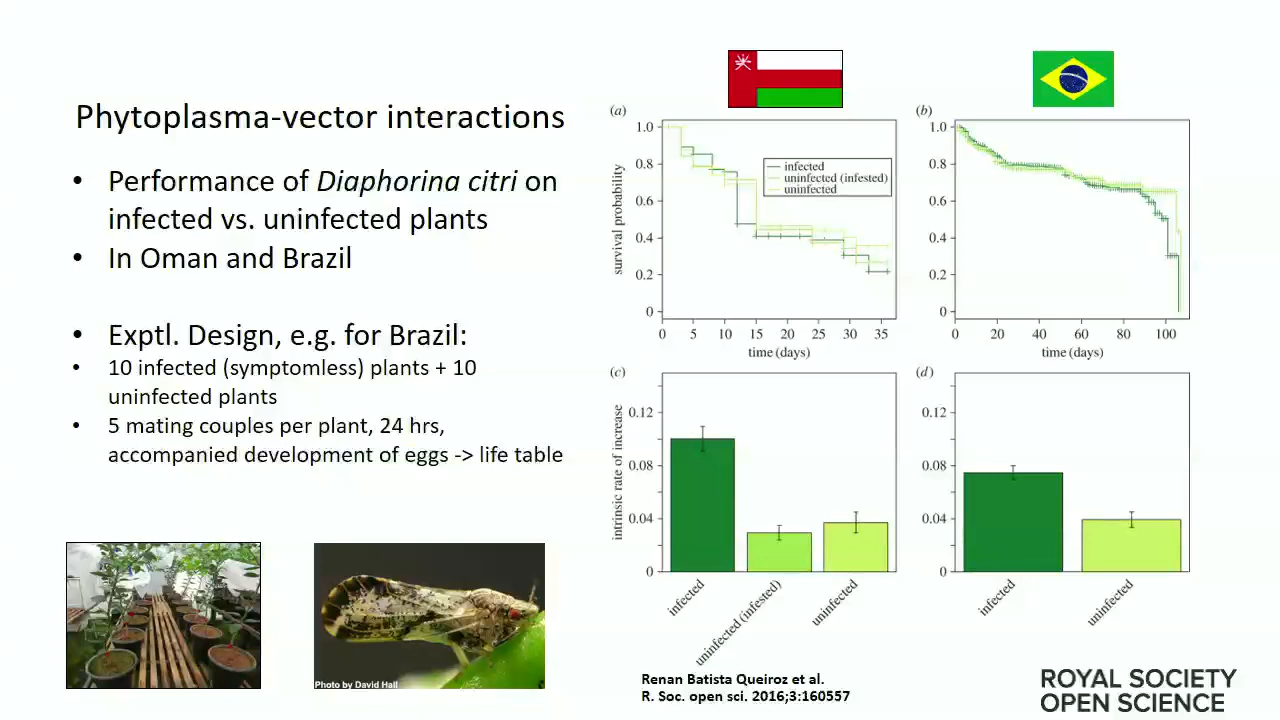 Phytoplasma-vector interactions
• Performance of Diaphorina citri on
infected vs. uninfected plants
• In Oman and Brazil
• Exptl. Design, e.g. for Brazil:
• 10 infected (symptomless) plants + 10
uninfected plants
• 5 mating couples per plant, 24 hrs,
accompanied development of eggs -> life table
Photo by David Hall
(a)
survival probability
1.0
0.8
0.6
0.4
0.2
0
infected
uninfected (infested)
uninfected
0 5 10 15 20 25 30 35
time (days)
(b)
1.0
0.8
0.6
0.4
0.2
0
0 20 40 60 80 100
time (days)
(c)
intrinsic rate of increase
0.12
0.08
0.04
0
infected
uninfected (infested)
uninfected
(d)
0.12
0.08
0.04
0
infected
uninfected
Renan Batista Queiroz et al.
R. Soc. open sci. 2016;3:160557
ROYAL SOCIETY
OPEN SCIENCE